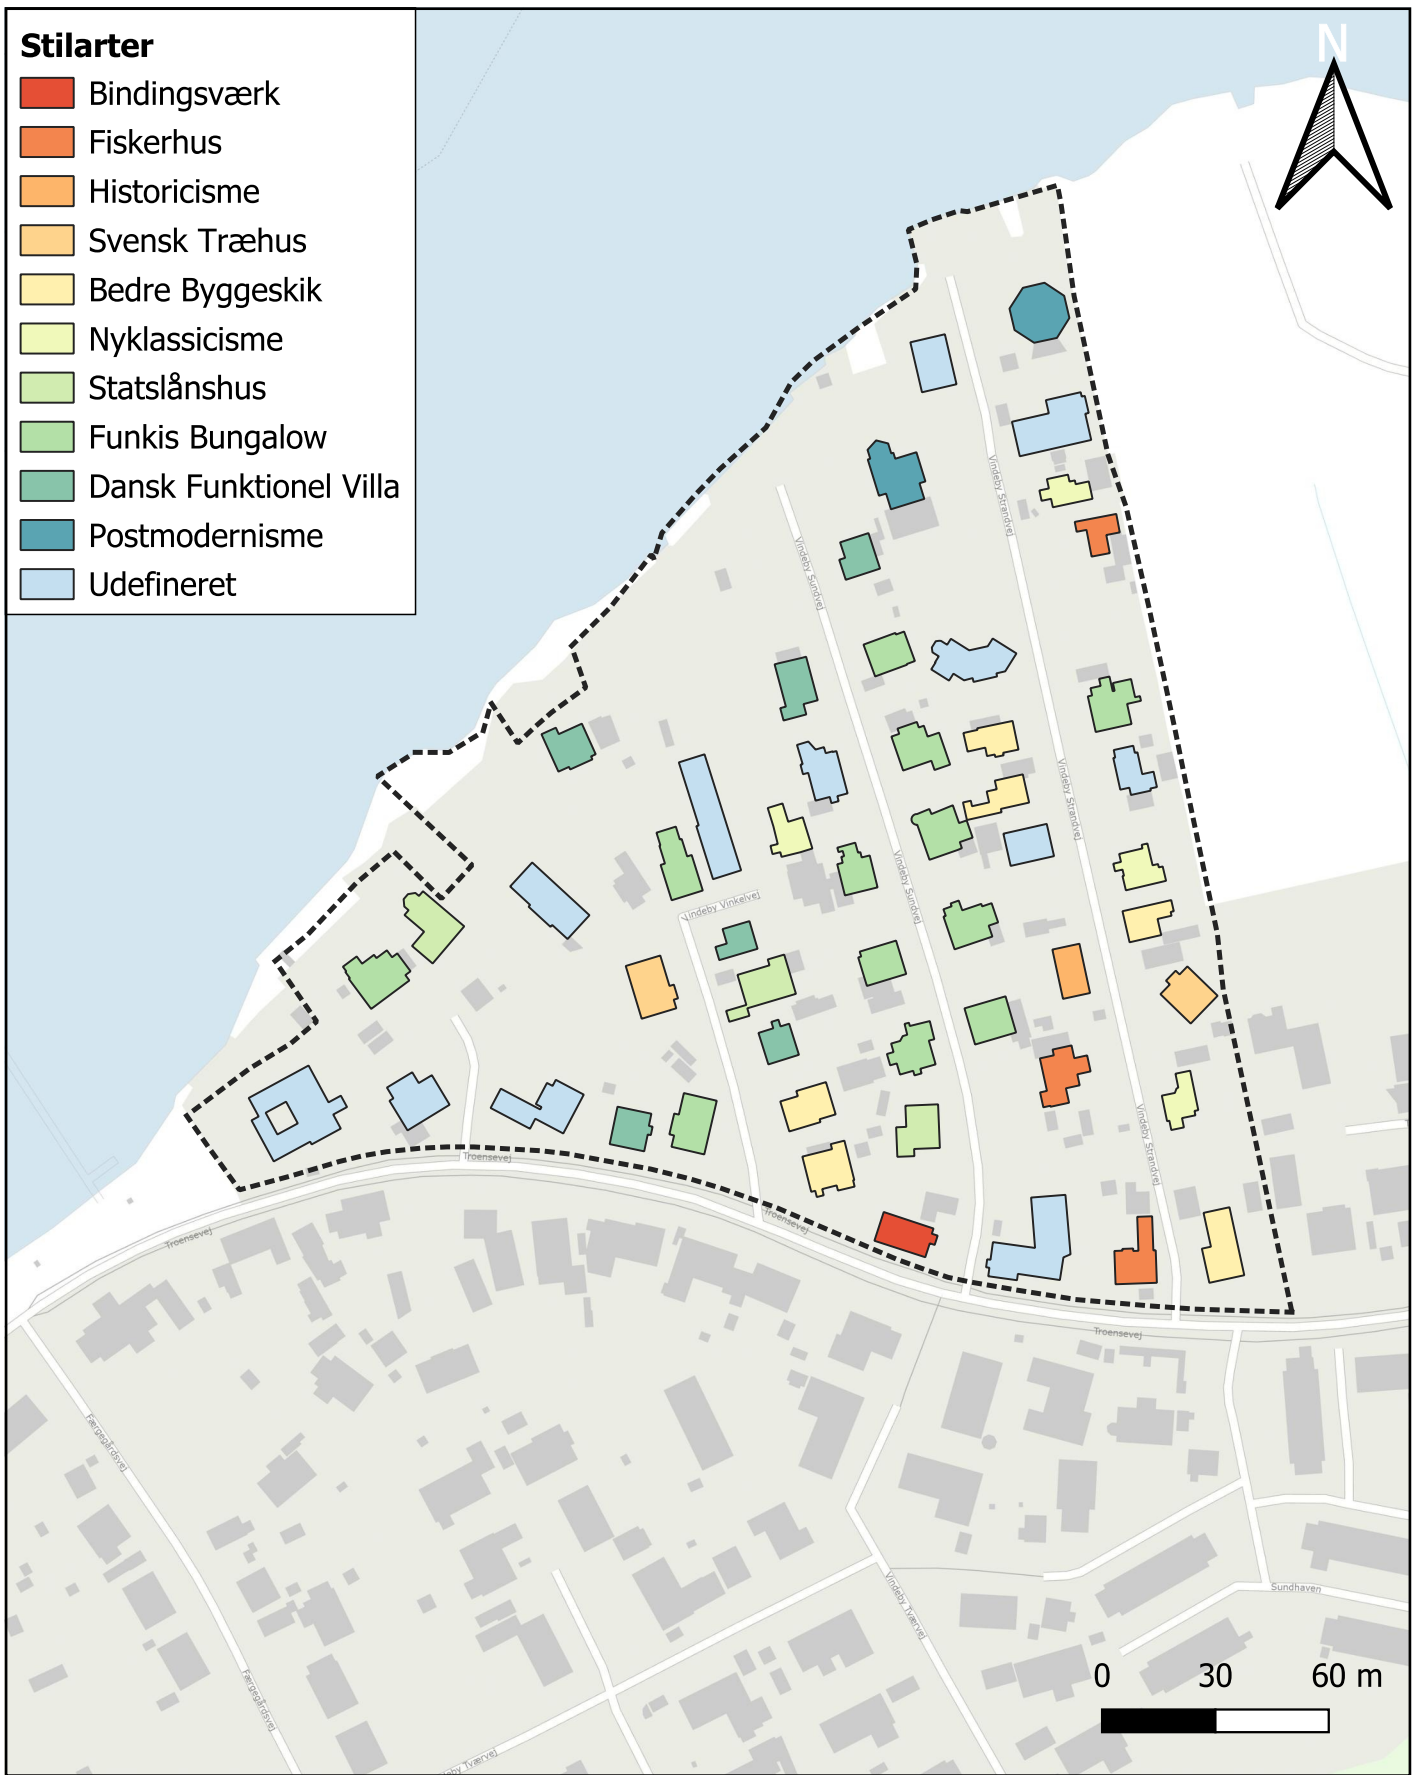 Stilarter
Bindingsværk
Fiskerhus
Historicisme
Svensk Træhus
Bedre Byggeskik
Nyklassicisme
Statslånshus
Funkis Bungalow
Dansk Funktionel Villa
Postmodernisme
Udefineret
N
Vindeby Strandvej
Vindeby Sundvej
Vindeby Strandvej
Vindeby Sundvej
Vindeby Vinkelvej
Vindeby Strandvej
Troensevej
Troensevej
Troensevej
Troensevej
Færgegårdsvej
Sundhaven
Vindeby Tværvej
Færgegårdsvej
eby Tværvej
0 30 60 m